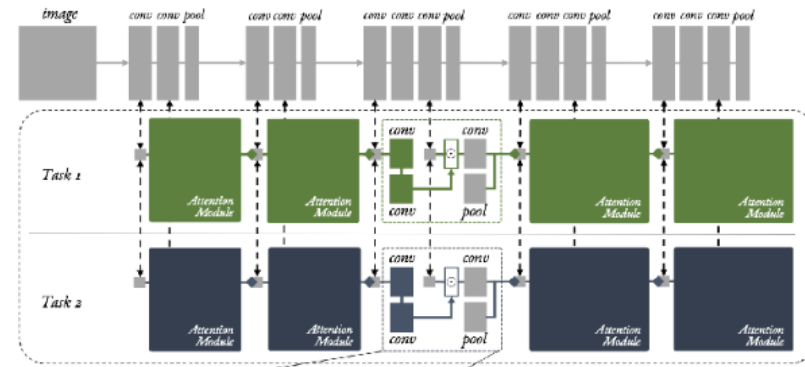 image conv conv pool conv conv pool conv conv conv pool conv conv conv pool conv conv conv pool
conv conv
Task 1
Attention Module
Attention Module
conv pool
Attention Module
Attention Module
conv conv
Task 2
Attention Module
Attention Module
conv pool
Attention Module
Attention Module